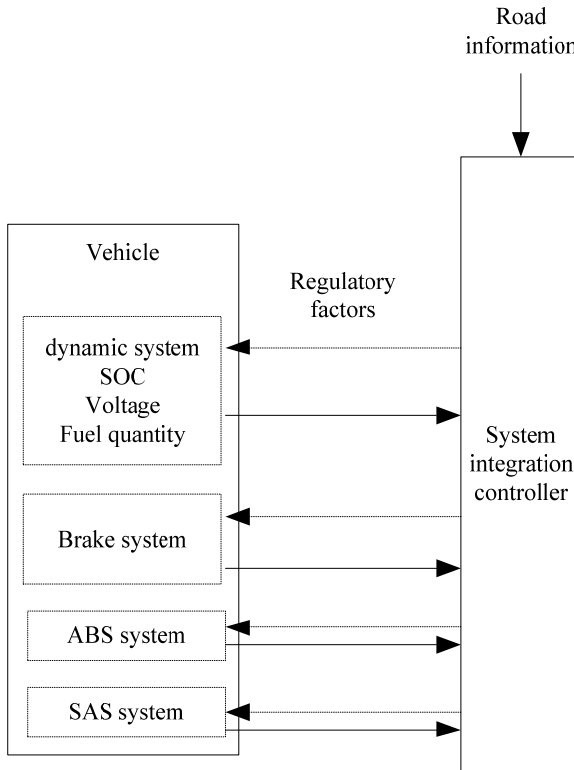 Road
information
Vehicle
Regulatory
factors
dynamic system
SOC
Voltage
Fuel quantity
System
integration
controller
Brake system
ABS system
SAS system